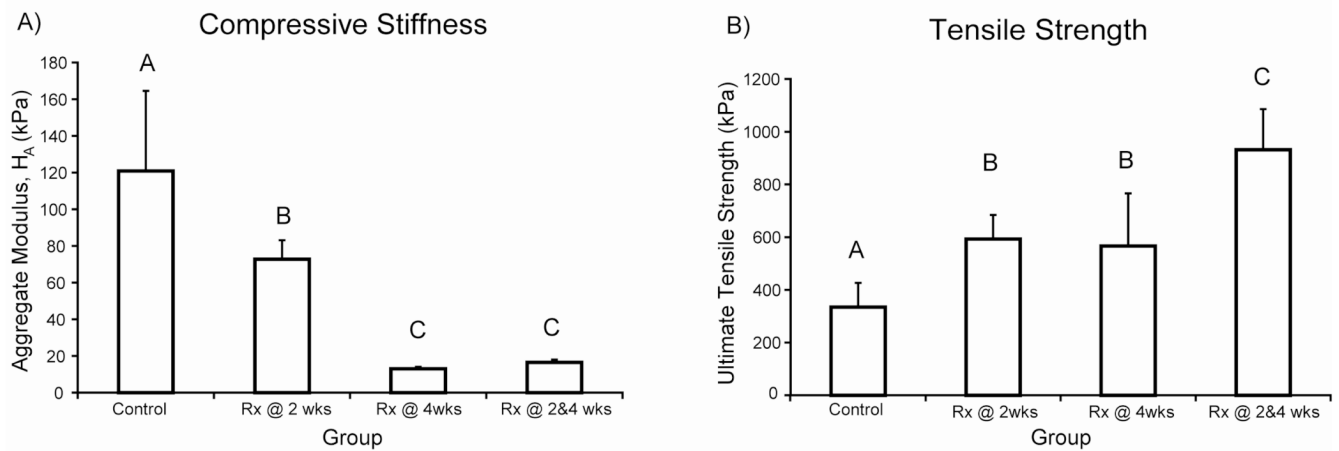 A)
Compressive Stiffness
Aggregate Modulus, HA (kPa)
180
160
140
120
100
80
60
40
20
0
A
B
C
C
Control
Rx @ 2 wks
Rx @ 4wks
Rx @ 2&4 wks
Group
B)
Tensile Strength
Ultimate Tensile Strength (kPa)
1200
1000
800
600
400
200
0
A
B
B
C
Control
Rx @ 2wks
Rx @ 4wks
Rx @ 2&4 wks
Group